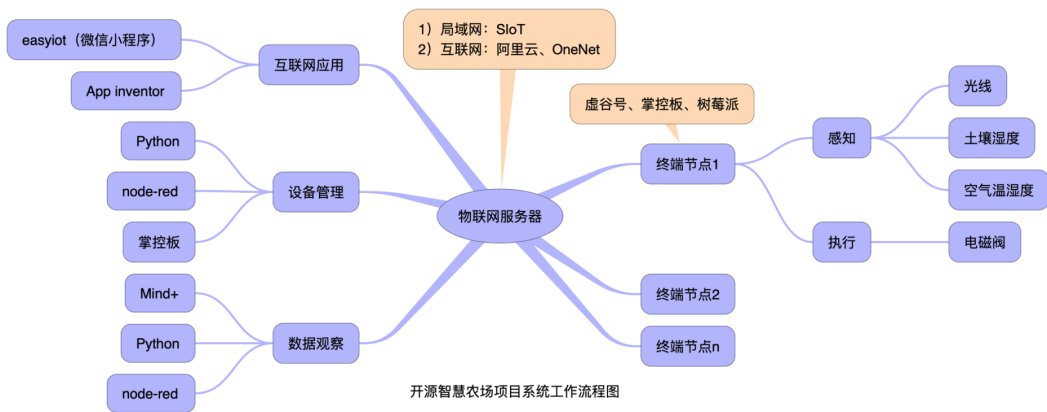 1）局域网：SIoT
2）互联网：阿里云、OneNet
easyiot（微信小程序）
互联网应用
App inventor
Python
node-red
设备管理
掌控板
Mind+
Python
数据观察
node-red
物联网服务器
虚谷号、掌控板、树莓派
终端节点1
感知
光线
土壤湿度
空气温湿度
执行
电磁阀
终端节点2
终端节点n
开源智慧农场项目系统工作流程图